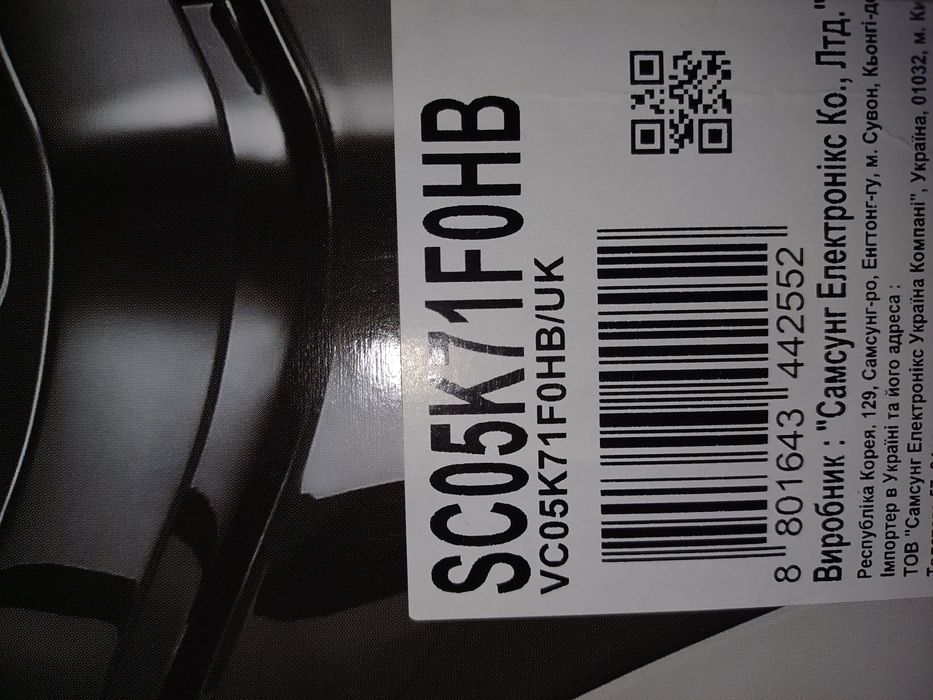 SC05K71F0HB
VC05K71F0HB/UK
8 801643 442552
Виробник : "Самсунг Електронікс Ко., Лтд."
Республіка Корея, 129, Самсунг-ро, Енгтонг-гу, м. Сувон, Кьонгі-до
Імпортер в Україні та його адреса :
ТОВ "Самсунг Електронікс Україна Компані", Україна, 01032, м.